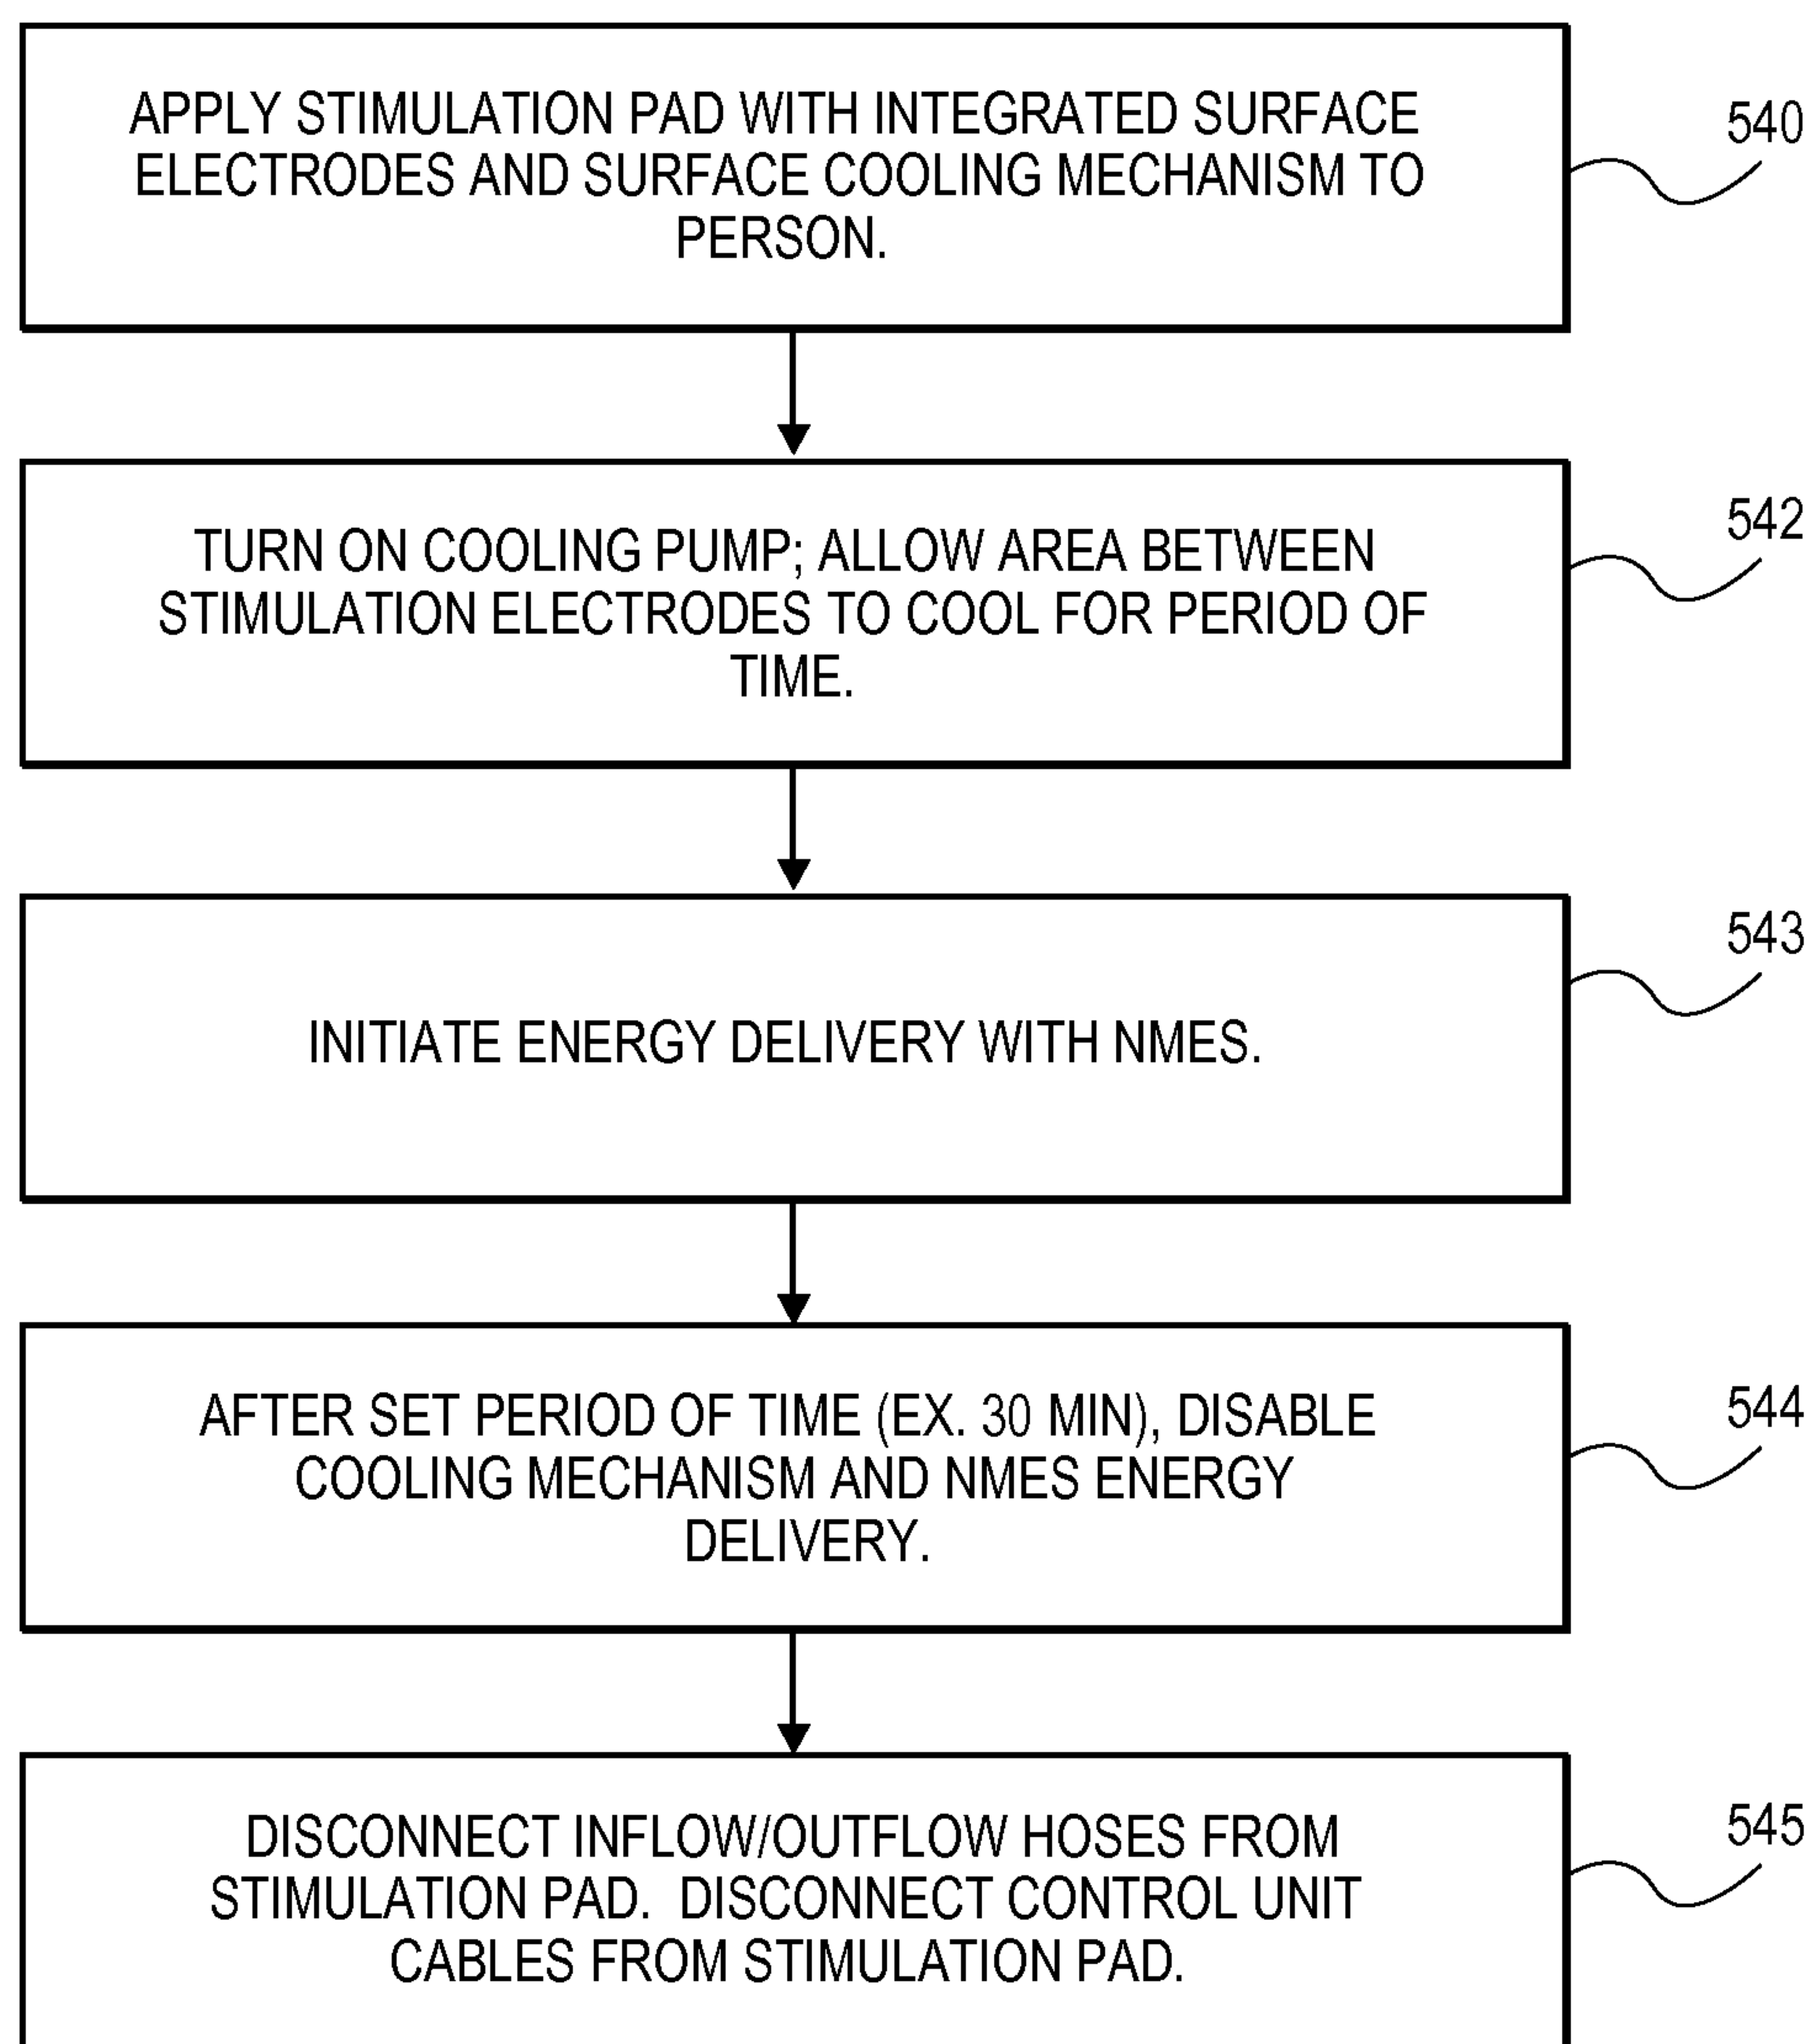 APPLY STIMULATION PAD WITH INTEGRATED SURFACE
ELECTRODES AND SURFACE COOLING MECHANISM TO
PERSON.
540
TURN ON COOLING PUMP; ALLOW AREA BETWEEN
STIMULATION ELECTRODES TO COOL FOR PERIOD OF
TIME.
542
INITIATE ENERGY DELIVERY WITH NMES.
543
AFTER SET PERIOD OF TIME (EX. 30 MIN), DISABLE
COOLING MECHANISM AND NMES ENERGY
DELIVERY.
544
DISCONNECT INFLOW/OUTFLOW HOSES FROM
STIMULATION PAD.  DISCONNECT CONTROL UNIT
CABLES FROM STIMULATION PAD.
545